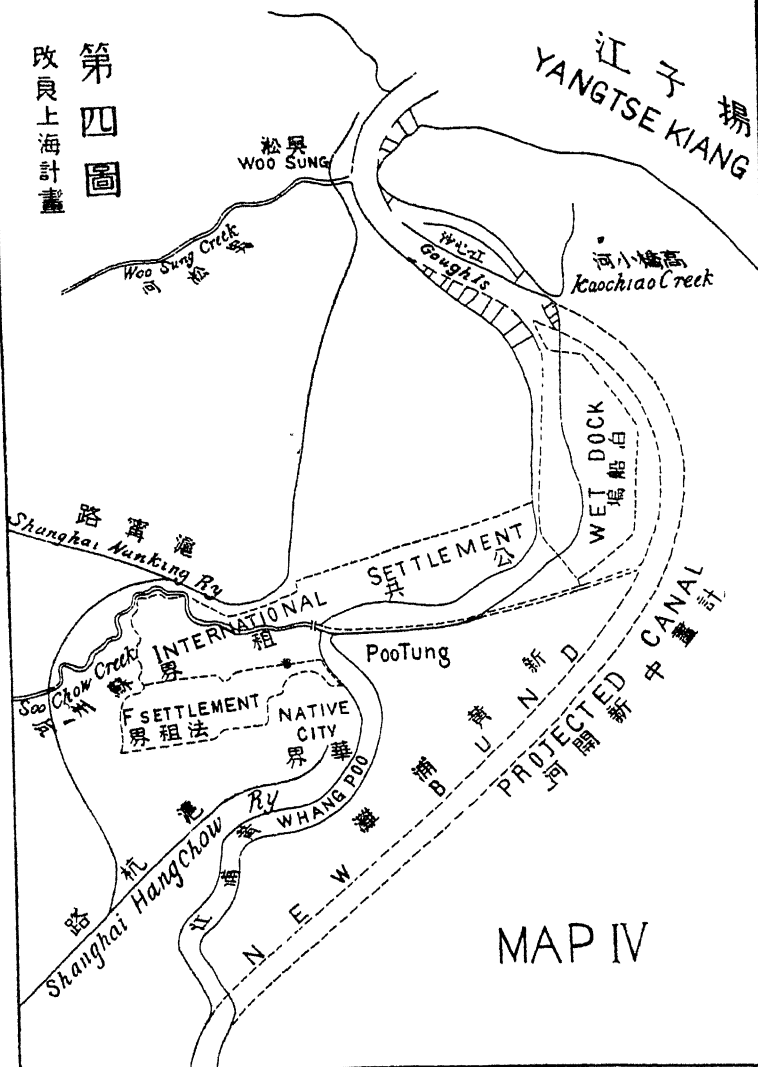 第四圖
改良上海計畫
揚子江
YANGTSE KIANG
吳淞
WOO SUNG
Woo Sung Creek
吳淞河
江心沙
Gough Is
高橋小河
Kaochiao Creek
WET DOCK
泊船塢
滬甯路
Shanghai Nunking Ry
INTERNATIONAL SETTLEMENT
公共租界
Soo Chow Creek
蘇州河
PooTung
F SETTLEMENT
法租界
NATIVE CITY
華界
WHANG POO
黃浦江
滬杭路
Shanghai HangChow Ry
NEW BUND
新黃浦灘
PROJECTED CANAL
計畫中新開河
MAP IV